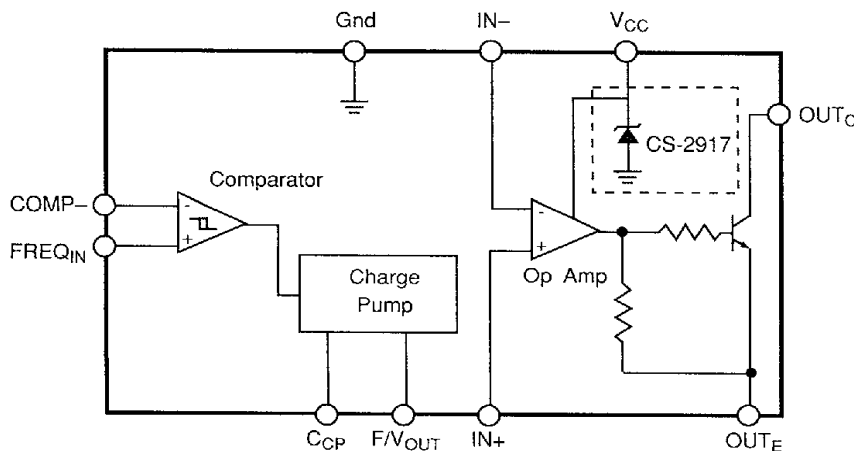 Gnd
IN–
VCC
CS-2917
OUTC
Comparator
COMP–
-
+
FREQIN
-
+
Op Amp
Charge
Pump
CCP
F/VOUT
IN+
OUTE